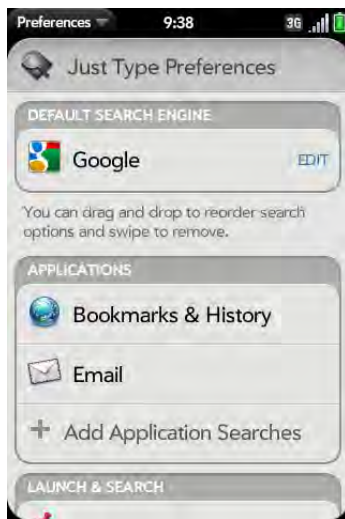 Preferences 9:38 3G
Just Type Preferences
DEFAULT SEARCH ENGINE
Google EDIT
You can drag and drop to reorder search
options and swipe to remove.
APPLICATIONS
Bookmarks & History
Email
+ Add Application Searches
LAUNCH & SEARCH